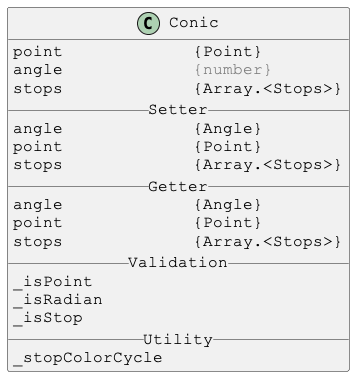 C Conic
point {Point}
angle {number}
stops {Array.<Stops>}
Setter
angle {Angle}
point {Point}
stops {Array.<Stops>}
Getter
angle {Angle}
point {Point}
stops {Array.<Stops>}
Validation
_isPoint
_isRadian
_isStop
Utility
_stopColorCycle